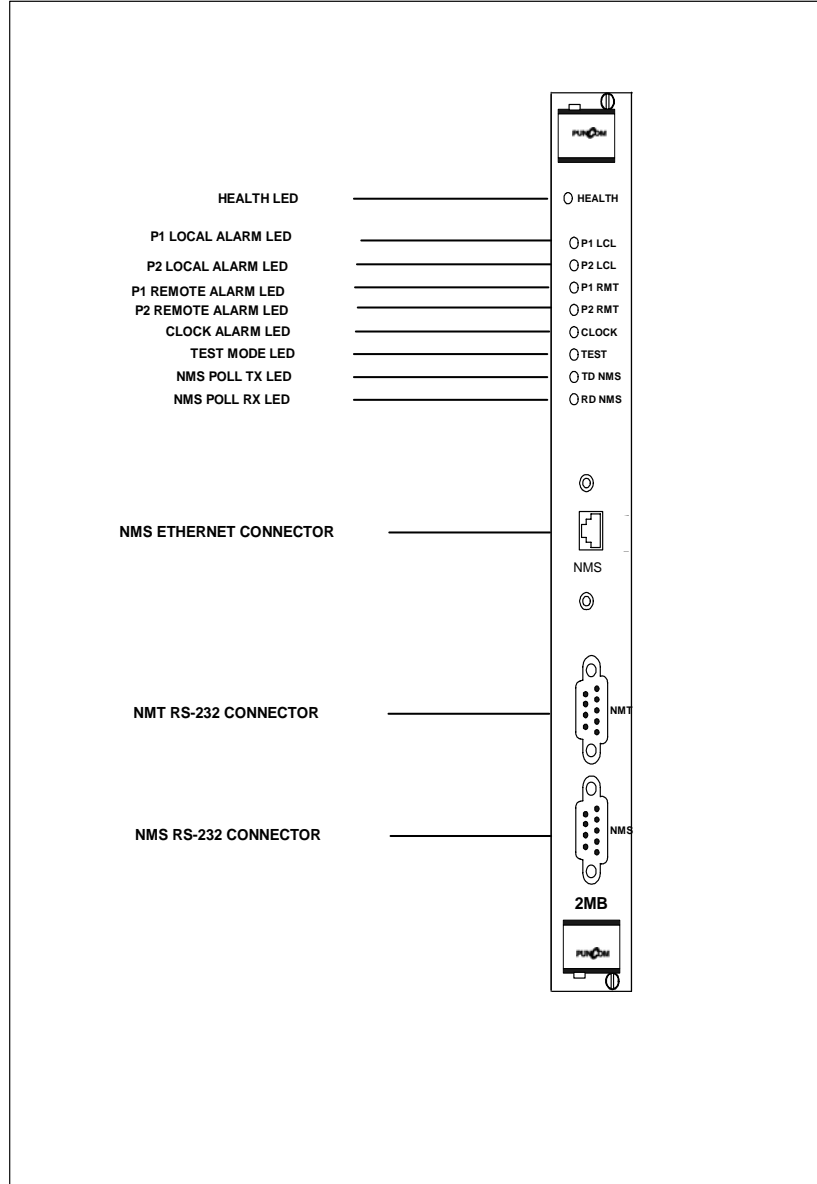 PUNCOM
HEALTH LED
HEALTH
P1 LOCAL ALARM LED
P1 LCL
P2 LOCAL ALARM LED
P2 LCL
P1 REMOTE ALARM LED
P1 RMT
P2 REMOTE ALARM LED
P2 RMT
CLOCK ALARM LED
CLOCK
TEST MODE LED
TEST
NMS POLL TX LED
TD NMS
NMS POLL RX LED
RD NMS
NMS ETHERNET CONNECTOR
NMS
NMT RS-232 CONNECTOR
NMT
NMS RS-232 CONNECTOR
NMS
2MB
PUNCOM